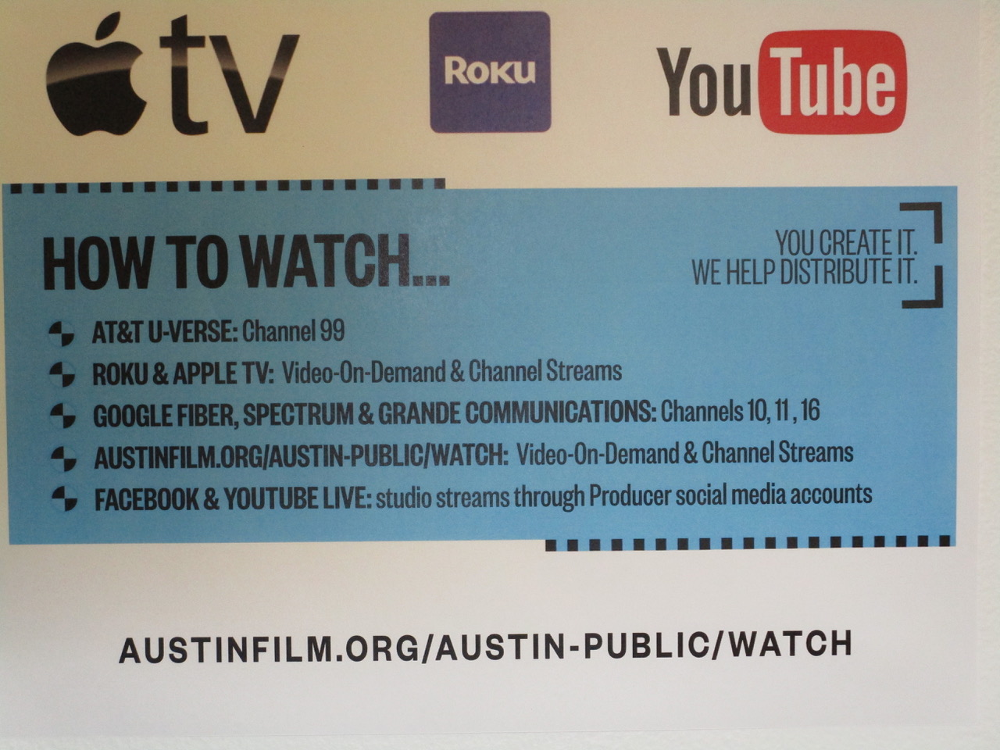 tv
ROKU
YouTube
HOW TO WATCH...
YOU CREATE IT.
WE HELP DISTRIBUTE IT.
AT&T U-VERSE: Channel 99
ROKU & APPLE TV: Video-On-Demand & Channel Streams
GOOGLE FIBER, SPECTRUM & GRANDE COMMUNICATIONS: Channels 10, 11 , 16
AUSTINFILM.ORG/AUSTIN-PUBLIC/WATCH: Video-On-Demand & Channel Streams
FACEBOOK & YOUTUBE LIVE: studio streams through Producer social media accounts
AUSTINFILM.ORG/AUSTIN-PUBLIC/WATCH